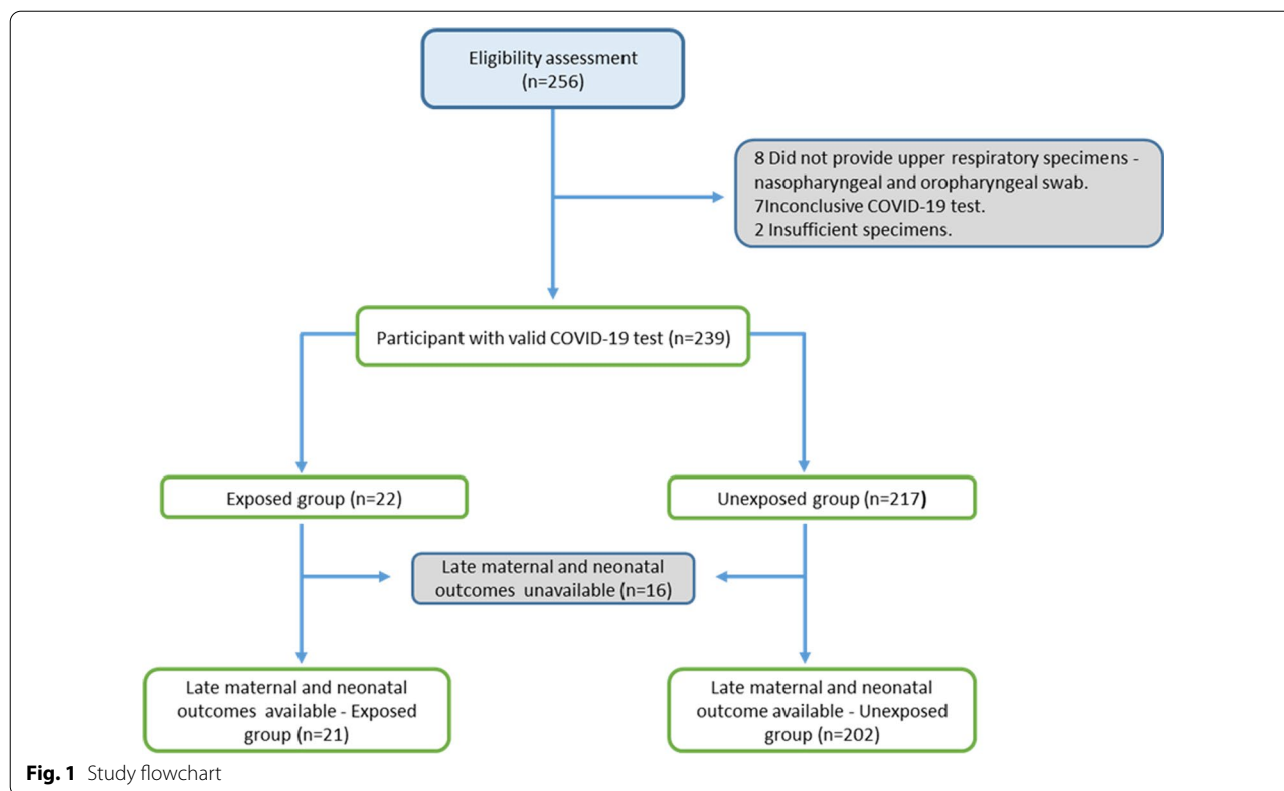 Eligibility assessment
(n=256)
8 Did not provide upper respiratory specimens -
nasopharyngeal and oropharyngeal swab.
7Inconclusive COVID-19 test.
2 Insufficient specimens.
Participant with valid COVID-19 test (n=239)
Exposed group (n=22)
Unexposed group (n=217)
Late maternal and neonatal
outcomes unavailable (n=16)
Late maternal and neonatal
outcomes available - Exposed
group (n=21)
Late maternal and neonatal
outcome available - Unexposed
group (n=202)
Fig. 1 Study flowchart